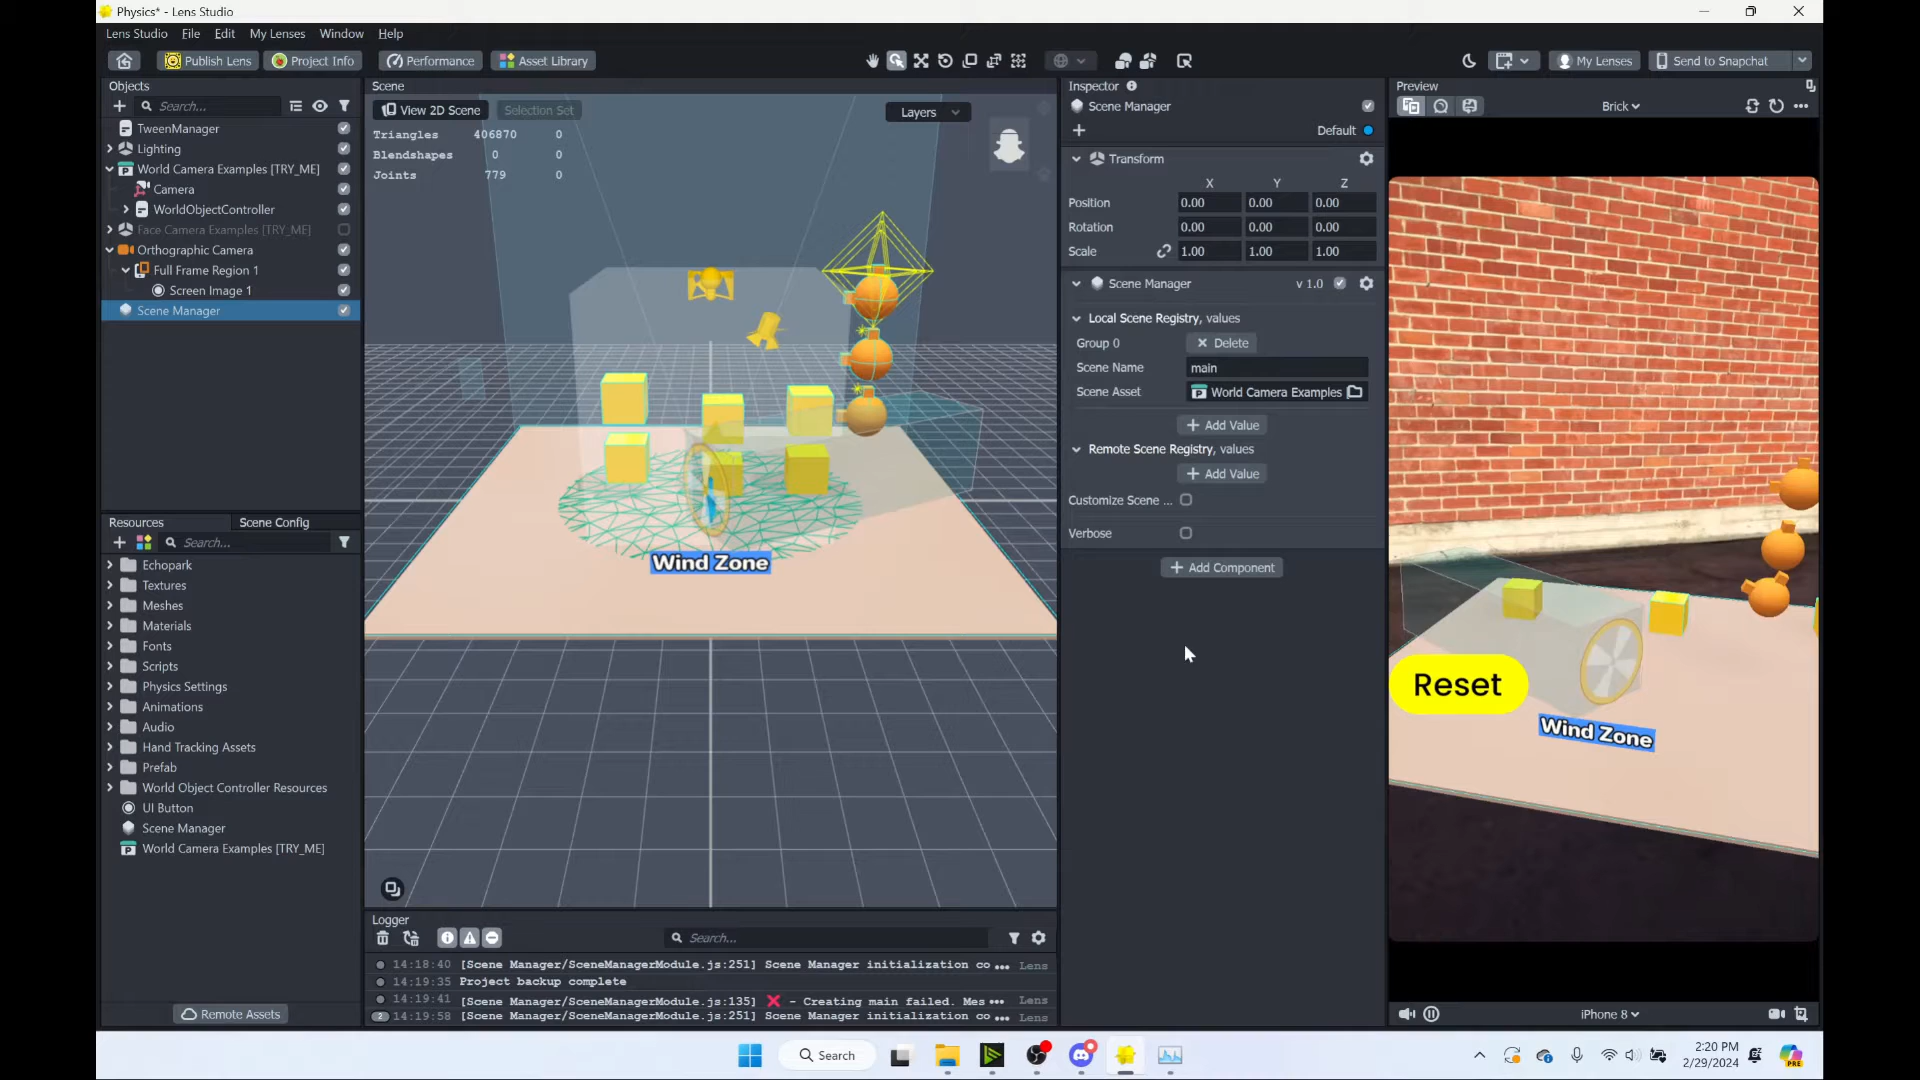 Physics* - Lens Studio
Lens Studio File Edit My Lenses Window Help
Publish Lens Project Info Performance Asset Library My Lenses Send to Snapchat
Objects
Search...
TweenManager
Lighting
World Camera Examples [TRY_ME]
Camera
WorldObjectController
Face Camera Examples [TRY_ME]
Orthographic Camera
Full Frame Region 1
Screen Image 1
Scene Manager
Resources Scene Config
Search...
Echopark
Textures
Meshes
Materials
Fonts
Scripts
Physics Settings
Animations
Audio
Hand Tracking Assets
Prefab
World Object Controller Resources
UI Button
Scene Manager
World Camera Examples [TRY_ME]
Remote Assets
Scene
View 2D Scene Selection Set Layers
Triangles 406870 0
Blendshapes 0 0
Joints 779 0
Wind Zone
Logger
Search...
14:18:40 [Scene Manager/SceneManagerModule.js:251] Scene Manager initialization co ••• Lens
14:19:35 Project backup complete
14:19:41 [Scene Manager/SceneManagerModule.js:135] ❌ - Creating main failed. Mes ••• Lens
2 14:19:58 [Scene Manager/SceneManagerModule.js:251] Scene Manager initialization co ••• Lens
Inspector
Scene Manager
Default
Transform
X Y Z
Position 0.00 0.00 0.00
Rotation 0.00 0.00 0.00
Scale 1.00 1.00 1.00
Scene Manager v 1.0
Local Scene Registry, values
Group 0 Delete
Scene Name main
Scene Asset World Camera Examples
Add Value
Remote Scene Registry, values
Add Value
Customize Scene ...
Verbose
Add Component
Preview
Brick
Reset
Wind Zone
iPhone 8
Search
2:20 PM
2/29/2024
PRE